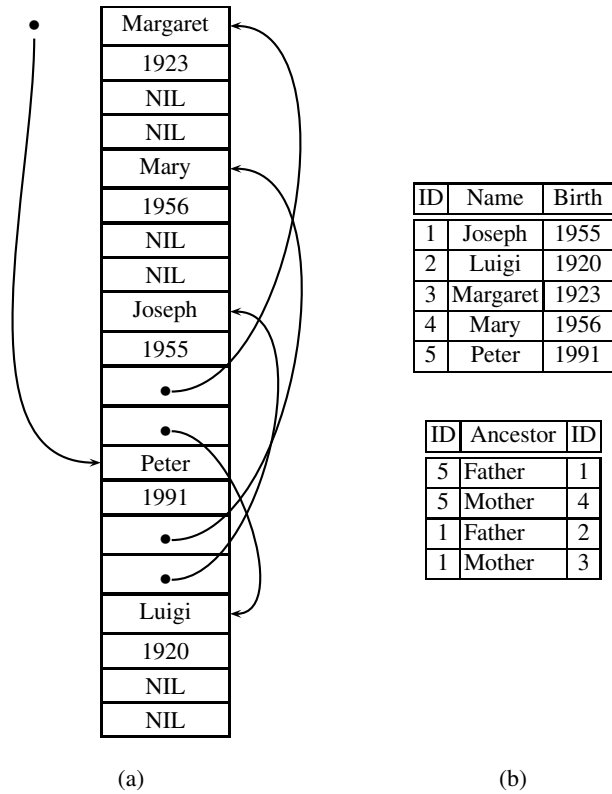 Margaret
1923
NIL
NIL
Mary
1956
NIL
NIL
Joseph
1955
Peter
1991
Luigi
1920
NIL
NIL
(a)
ID Name Birth
1 Joseph 1955
2 Luigi 1920
3 Margaret 1923
4 Mary 1956
5 Peter 1991
ID Ancestor ID
5 Father 1
5 Mother 4
1 Father 2
1 Mother 3
(b)